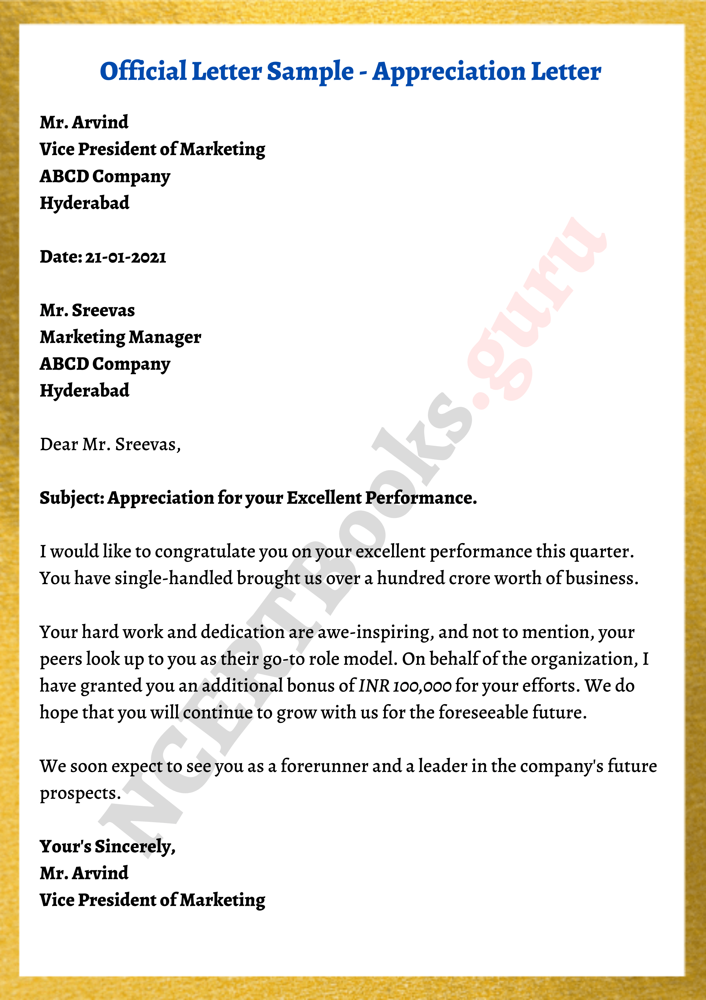 Official Letter Sample - Appreciation Letter
Mr. Arvind
Vice President of Marketing
ABCD Company
Hyderabad
Date: 21-01-2021
Mr. Sreevas
Marketing Manager
ABCD Company
Hyderabad
Dear Mr. Sreevas,
Subject: Appreciation for your Excellent Performance.
I would like to congratulate you on your excellent performance this quarter.
You have single-handled brought us over a hundred crore worth of business.
Your hard work and dedication are awe-inspiring, and not to mention, your
peers look up to you as their go-to role model. On behalf of the organization, I
have granted you an additional bonus of INR 100,000 for your efforts. We do
hope that you will continue to grow with us for the foreseeable future.
We soon expect to see you as a forerunner and a leader in the company's future
prospects.
Your's Sincerely,
Mr. Arvind
Vice President of Marketing
NCERTBooks.guru